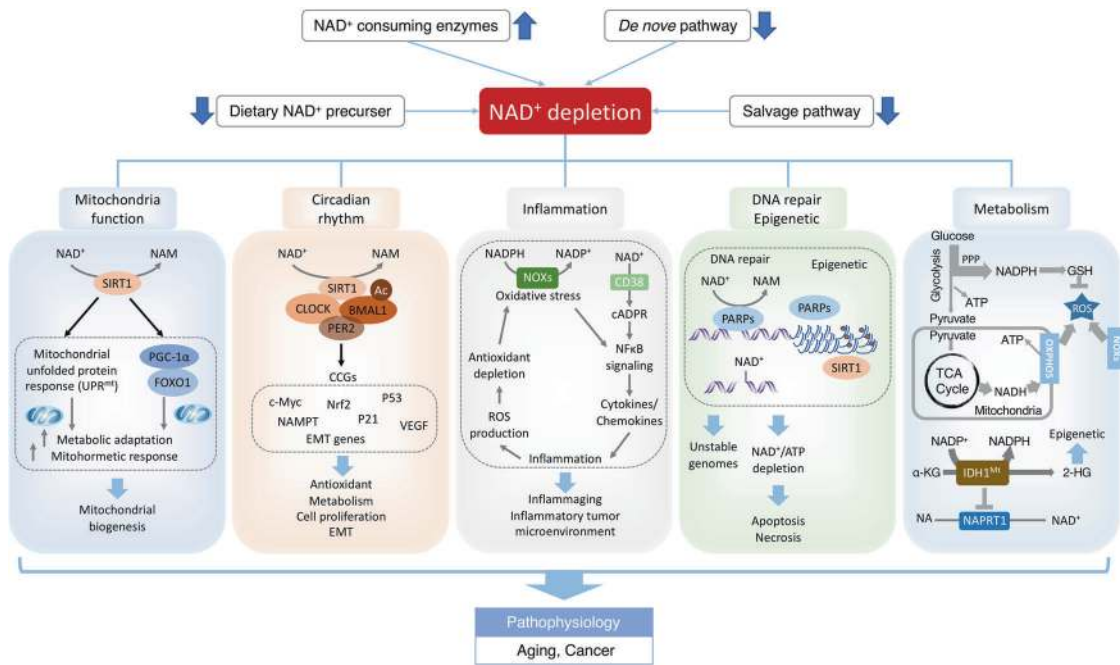 NAD⁺ consuming enzymes
De nove pathway
Dietary NAD⁺ precurser
NAD⁺ depletion
Salvage pathway
Mitochondria
function
NAD⁺
NAM
SIRT1
Mitochondrial
unfolded protein
response (UPRᵐᵗ)
PGC-1α
FOXO1
Metabolic adaptation
Mitohormetic response
Mitochondrial
biogenesis
Circadian
rhythm
NAD⁺
NAM
SIRT1
Ac
CLOCK
BMAL1
PER2
CCGs
c-Myc
Nrf2
P53
NAMPT
P21
VEGF
EMT genes
Antioxidant
Metabolism
Cell proliferation
EMT
Inflammation
NADPH
NADP⁺
NAD⁺
NOXs
CD38
Oxidative stress
cADPR
NFκB
signaling
Antioxidant
depletion
ROS
production
Cytokines/
Chemokines
Inflammation
Inflammaging
Inflammatory tumor
microenvironment
DNA repair
Epigenetic
DNA repair
Epigenetic
NAD⁺
NAM
PARPs
PARPs
NAD⁺
SIRT1
Unstable
genomes
NAD⁺/ATP
depletion
Apoptosis
Necrosis
Metabolism
Glucose
PPP
NADPH
GSH
Glycolysis
ATP
ROS
Pyruvate
Pyruvate
ATP
OXPHOS
NOXs
TCA
Cycle
NADH
Mitochondria
NADP⁺
NADPH
Epigenetic
α-KG
IDH1ᴹᵗ
2-HG
NA
NAPRT1
NAD⁺
Pathophysiology
Aging, Cancer